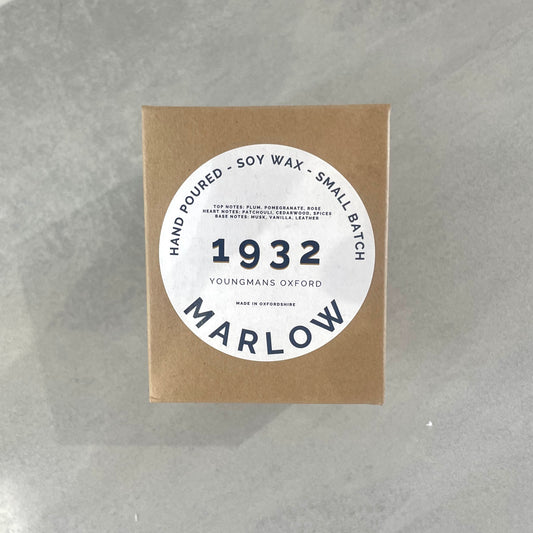 HAND POURED - SOY WAX - SMALL BATCH
TOP NOTES: PLUM, POMEGRANATE, ROSE
HEART NOTES: PATCHOULI, CEDARWOOD, SPICES
BASE NOTES: MUSK, VANILLA, LEATHER
1932
YOUNGMANS OXFORD
MADE IN OXFORDSHIRE
MARLOW